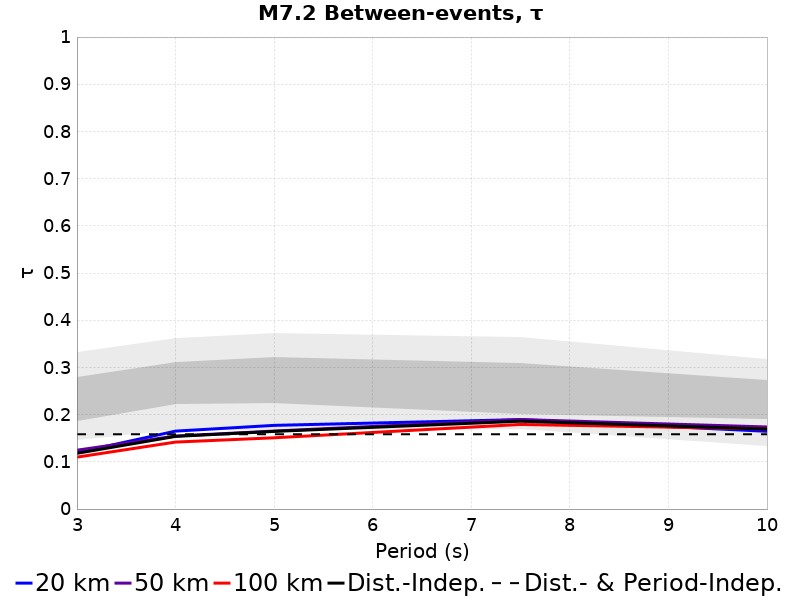 M7.2 Between-events, τ
1
0.9
0.8
0.7
0.6
0.5
0.4
0.3
0.2
0.1
0
τ
3 4 5 6 7 8 9 10
Period (s)
20 km 50 km 100 km Dist.-Indep. Dist.- & Period-Indep.